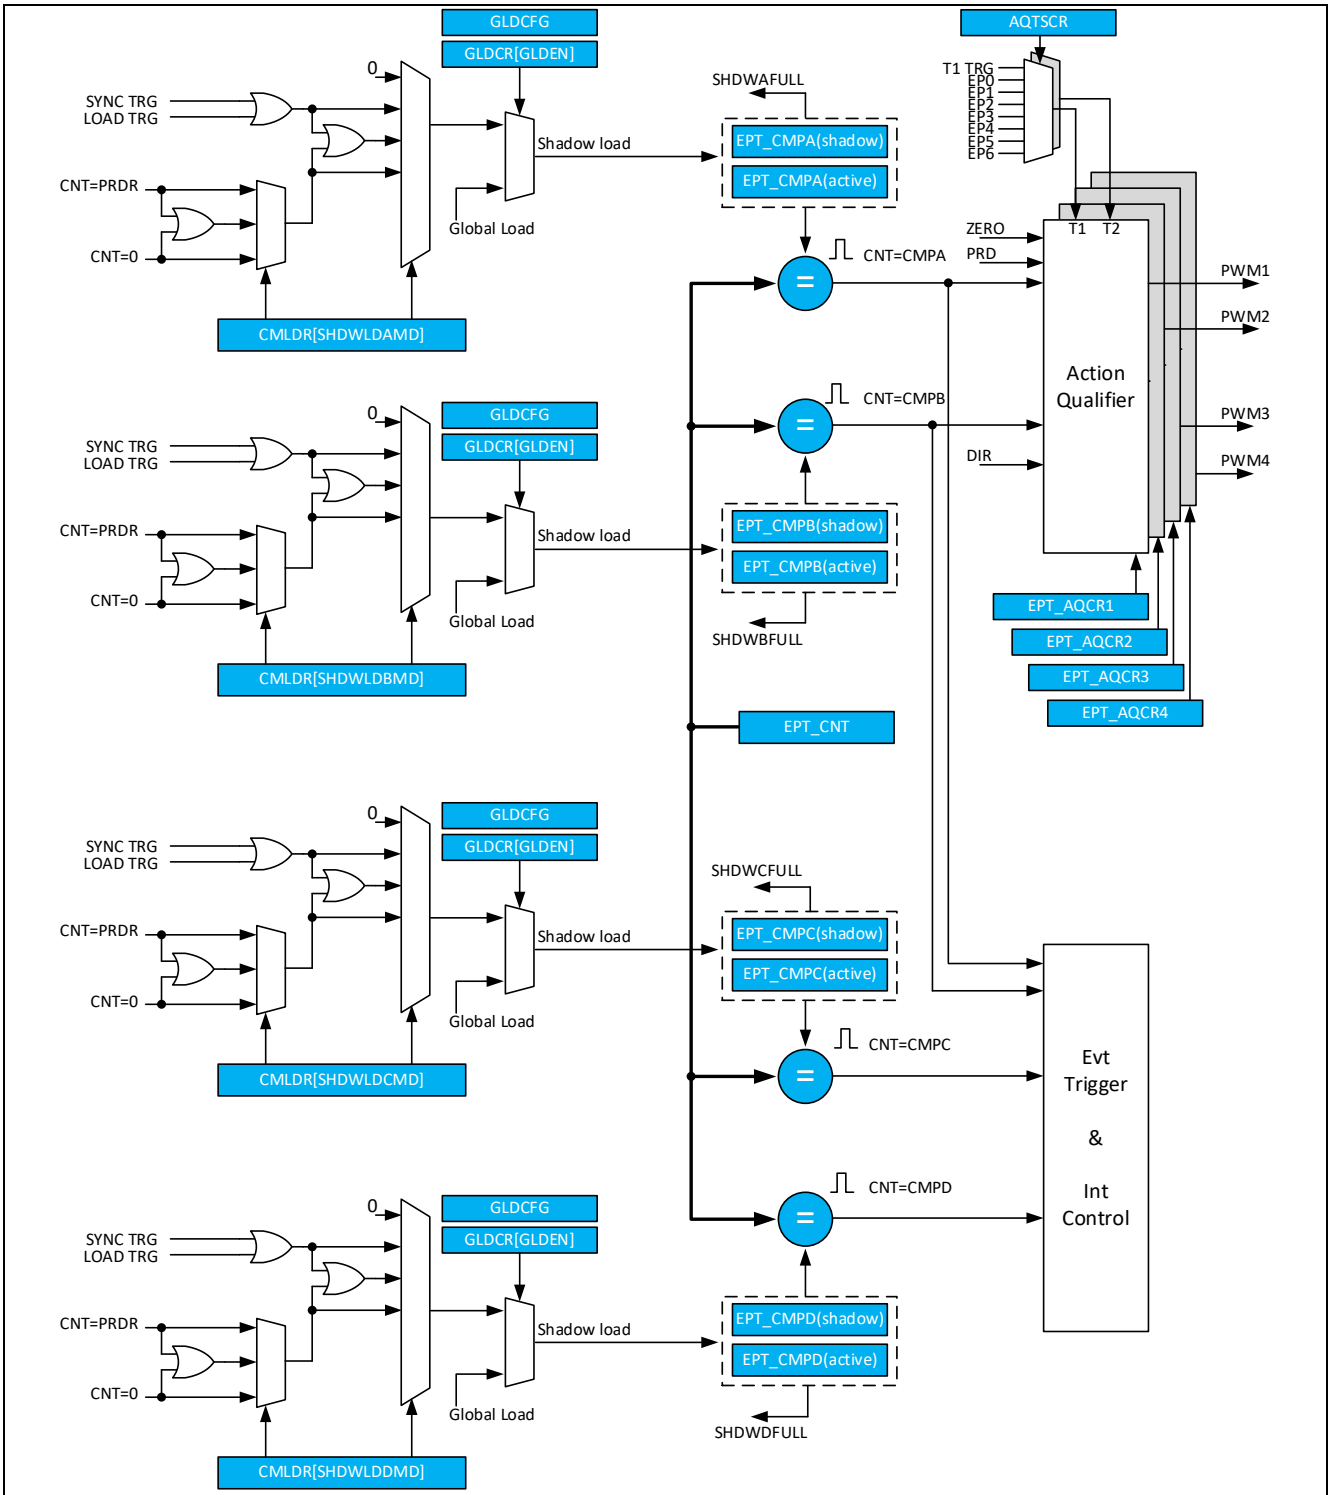 GLDCFG
AQTSCR
GLDCR[GLDEN]
0
T1 TRG
EP0
EP1
EP2
EP3
EP4
EP5
EP6
SHDWAFULL
SYNC TRG
LOAD TRG
EPT_CMPA(shadow)
Shadow load
EPT_CMPA(active)
CNT=PRDR
Global Load
CNT=0
T1
T2
ZERO
PRD
CNT=CMPA
=
PWM1
PWM2
CMLDR[SHDWLDAMD]
Action
Qualifier
GLDCFG
0
CNT=CMPB
=
PWM3
SYNC TRG
LOAD TRG
GLDCR[GLDEN]
DIR
PWM4
CNT=PRDR
Shadow load
EPT_CMPB(shadow)
EPT_CMPB(active)
CNT=0
Global Load
SHDWBFULL
EPT_AQCR1
EPT_AQCR2
EPT_AQCR3
EPT_AQCR4
CMLDR[SHDWLDBMD]
EPT_CNT
GLDCFG
0
SYNC TRG
LOAD TRG
GLDCR[GLDEN]
SHDWCFULL
CNT=PRDR
Shadow load
EPT_CMPC(shadow)
EPT_CMPC(active)
CNT=0
Global Load
CNT=CMPC
=
CMLDR[SHDWLDCMD]
Evt
Trigger
&
Int
Control
CNT=CMPD
=
GLDCFG
0
SYNC TRG
LOAD TRG
GLDCR[GLDEN]
CNT=PRDR
Shadow load
EPT_CMPD(shadow)
EPT_CMPD(active)
CNT=0
Global Load
SHDWDFULL
CMLDR[SHDWLDDMD]